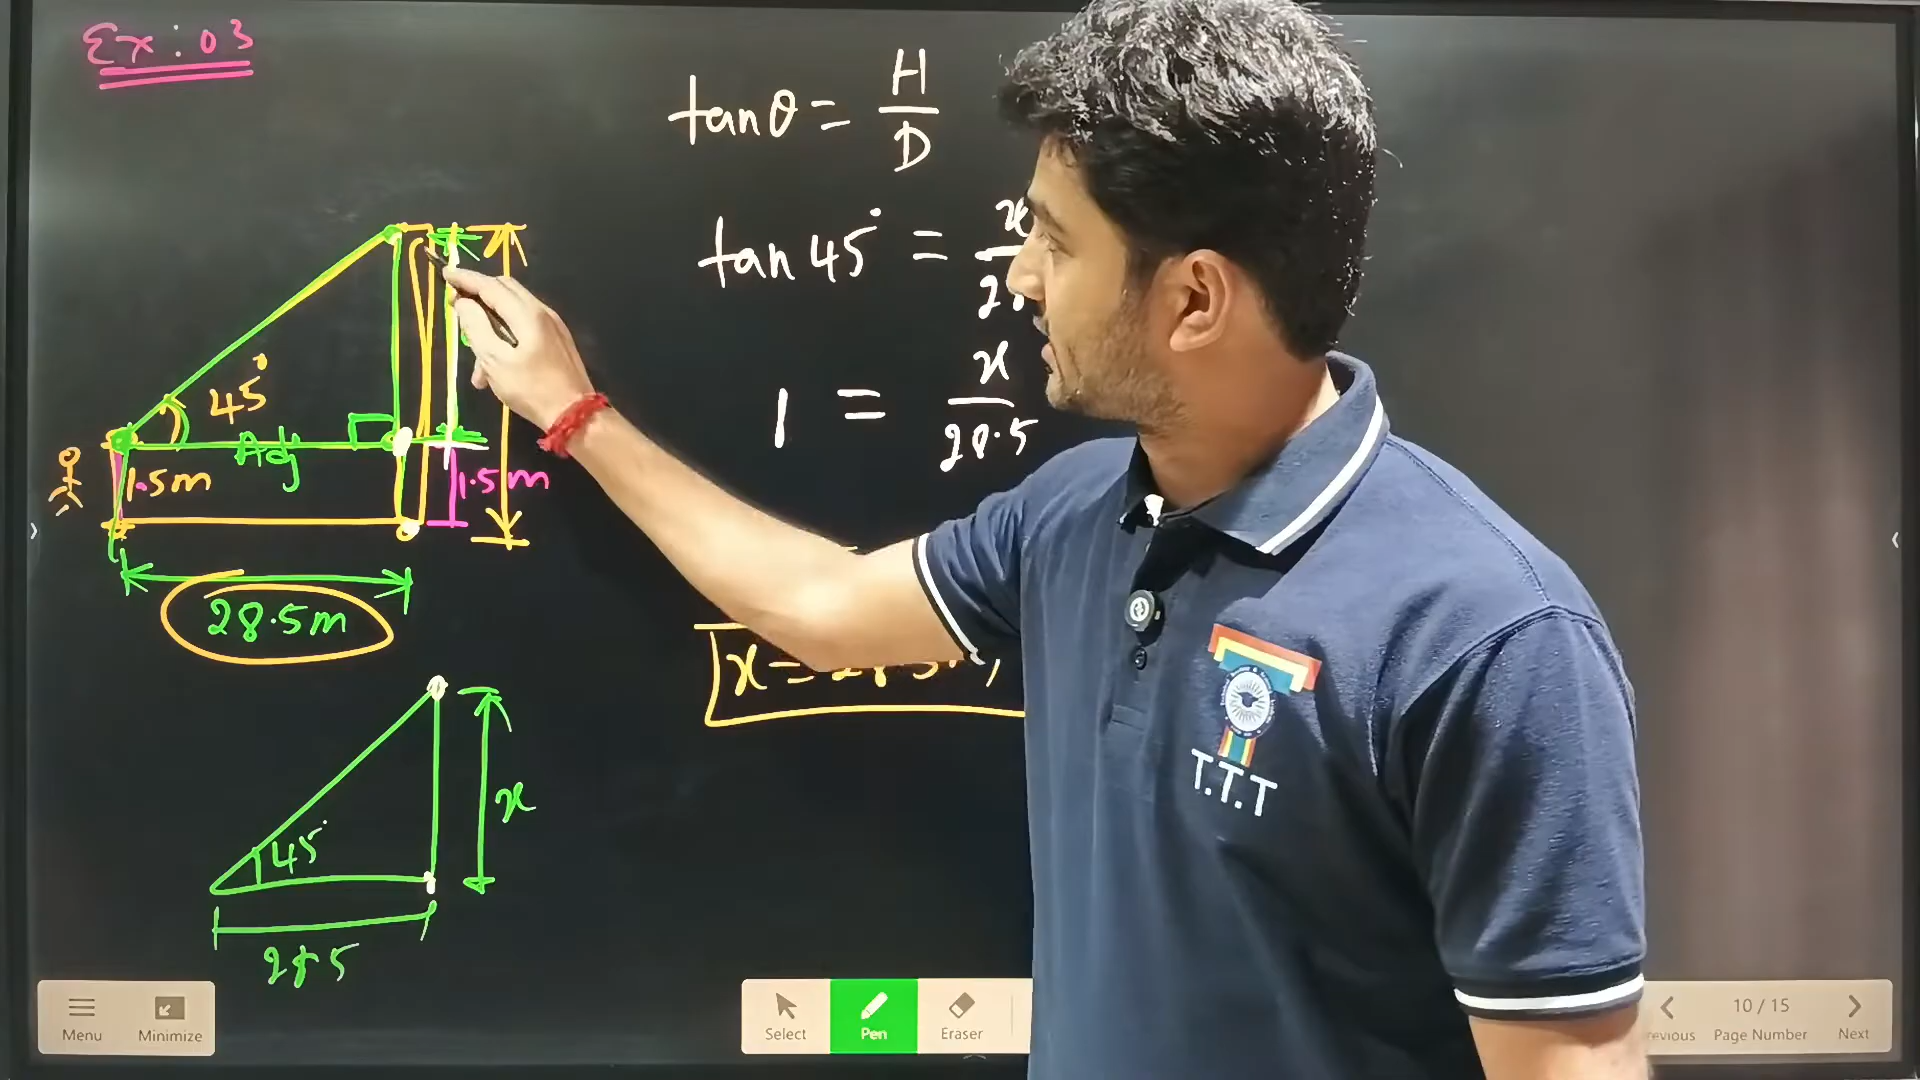 Ex : 03
tanθ = H/D
tan 45° = x
1 = x/28.5
45°
Adj
1.5m
1.5m
28.5m
x =
45°
x
28.5
T.T.T
Menu
Minimize
Select
Pen
Eraser
10 / 15
Page Number
Next